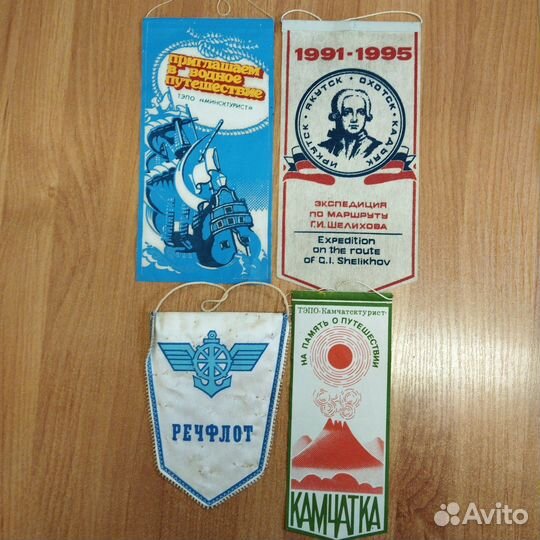 ПРИГЛАШАЕМ
В ВОДНОЕ
ПУТЕШЕСТВИЕ
ТЭПО «МИНСКТУРИСТ»
1991-1995
ИРКУТСК • ЯКУТСК • ОХОТСК • КАДЬЯК
ЭКСПЕДИЦИЯ
ПО МАРШРУТУ
Г.И. ШЕЛИХОВА
Expedition
on the route
of G.I. Shelikhov
РЕЧФЛОТ
ТЭПО «Камчатктурист»
НА ПАМЯТЬ О ПУТЕШЕСТВИИ
КАМЧАТКА
Avito